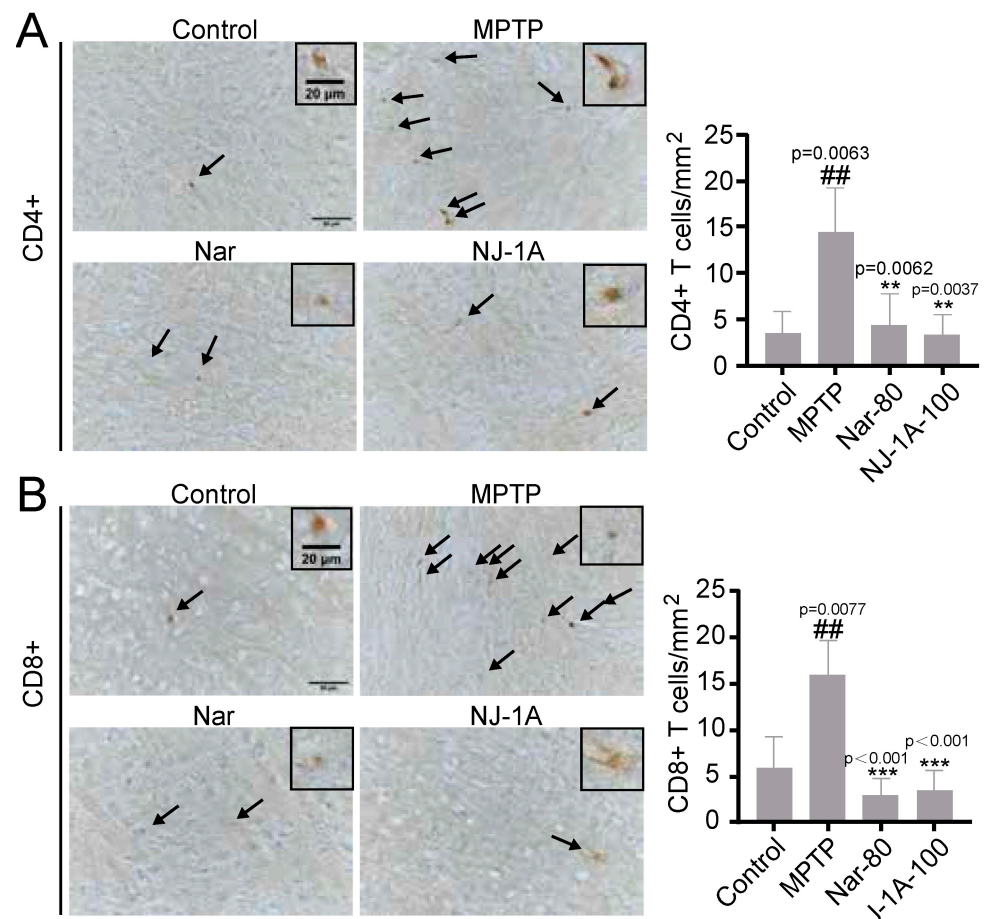 A
Control
MPTP
20 µm
CD4+
Nar
NJ-1A
25
20
15
10
5
0
CD4+ T cells/mm2
p=0.0063
##
p=0.0062
**
p=0.0037
**
Control
MPTP
Nar-80
NJ-1A-100
B
Control
MPTP
20 µm
CD8+
Nar
NJ-1A
25
20
15
10
5
0
CD8+ T cells/mm2
p=0.0077
##
p<0.001
***
p<0.001
***
Control
MPTP
Nar-80
I-1A-100